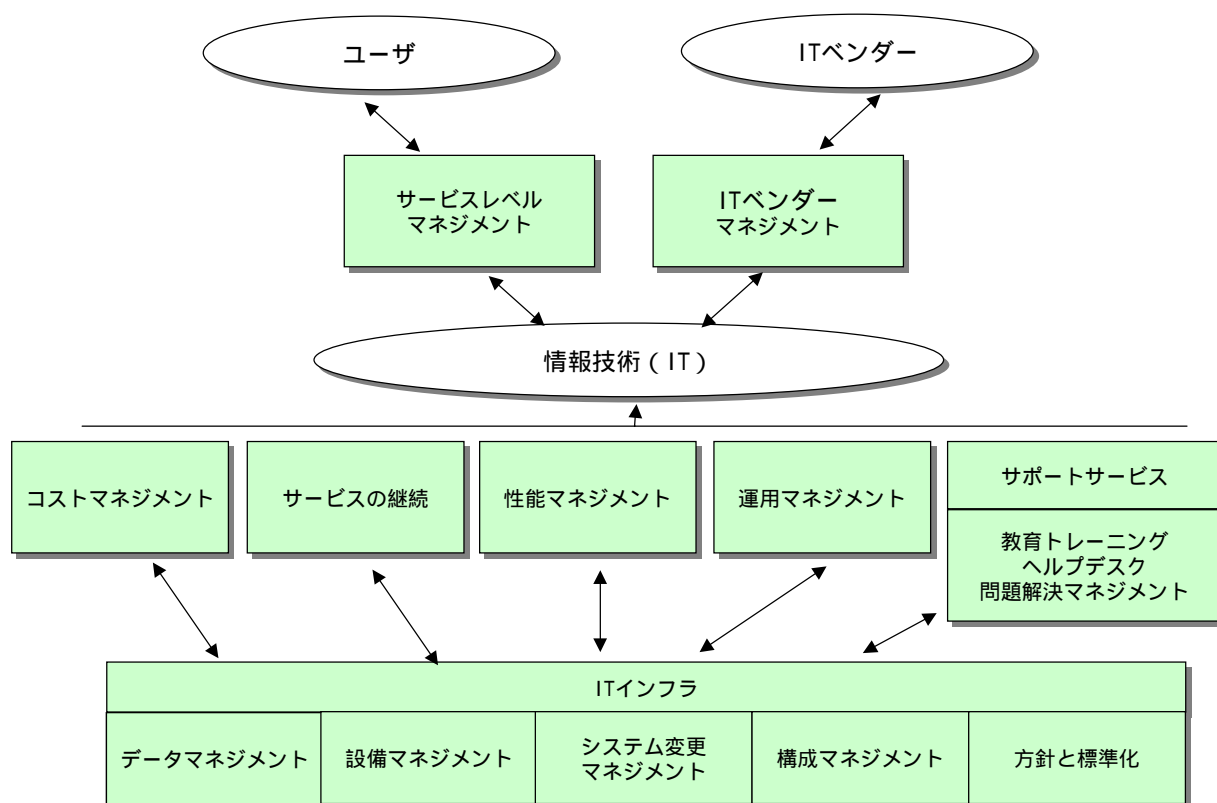 ユーザ
ITベンダー
サービスレベル
マネジメント
ITベンダー
マネジメント
情報技術（IT）
コストマネジメント
サービスの継続
性能マネジメント
運用マネジメント
サポートサービス
教育トレーニング
ヘルプデスク
問題解決マネジメント
ITインフラ
データマネジメント
設備マネジメント
システム変更
マネジメント
構成マネジメント
方針と標準化